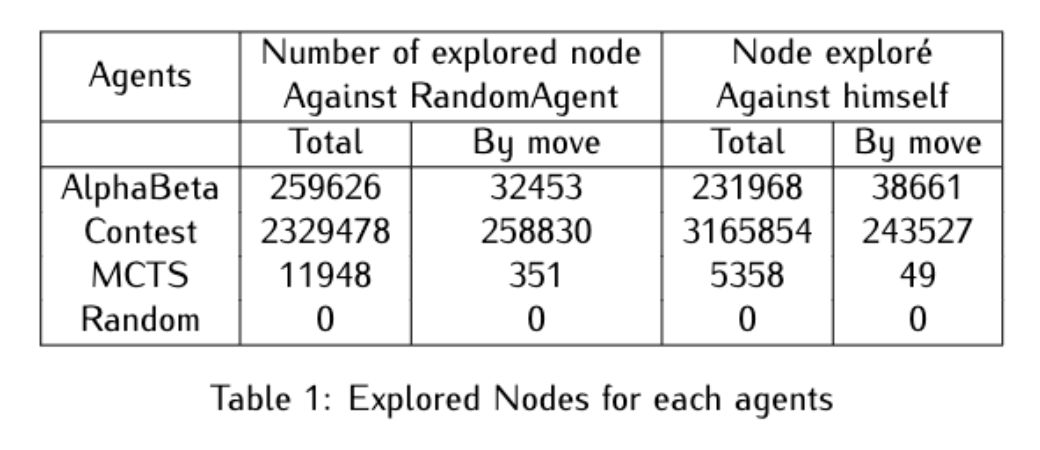 Agents Number of explored node Node exploré
Against RandomAgent Against himself
Total By move Total By move
AlphaBeta 259626 32453 231968 38661
Contest 2329478 258830 3165854 243527
MCTS 11948 351 5358 49
Random 0 0 0 0
Table 1: Explored Nodes for each agents